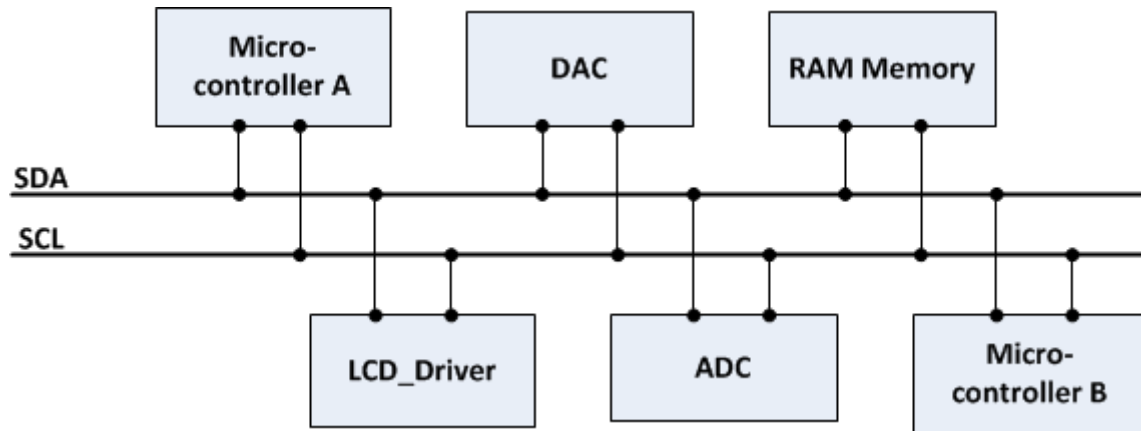 Micro-
controller A
DAC
RAM Memory
SDA
SCL
LCD_Driver
ADC
Micro-
controller B